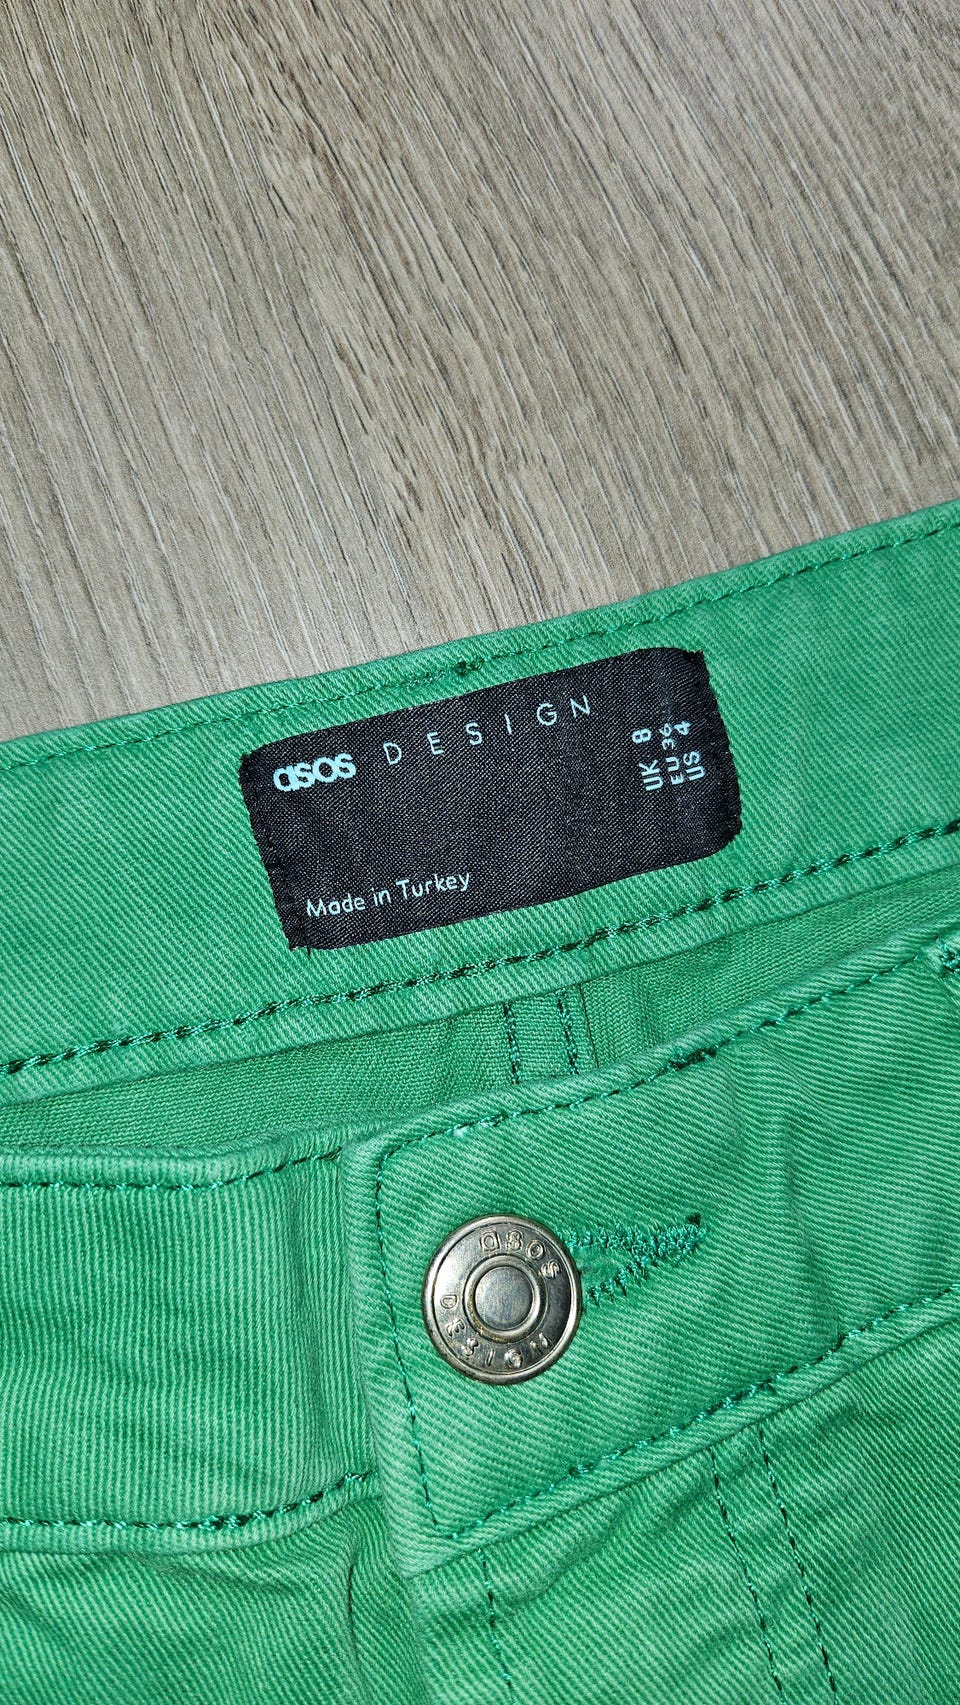 asos DESIGN
UK 8
EU 36
US 4
Made in Turkey
asos
DESIGN